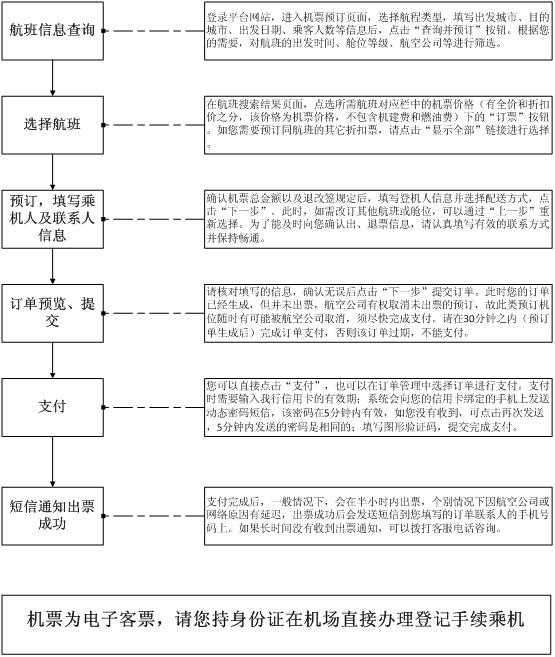 航班信息查询
登录平台网站，进入机票预订页面，选择航程类型，填写出发城市、目的
城市、出发日期、乘客人数等信息后，点击“查询并预订”按钮。根据您
的需要，对航班的出发时间、舱位等级、航空公司等进行筛选。
选择航班
在航班搜索结果页面，点选所需航班对应栏中的机票价格（有全价和折扣
价之分，该价格为机票价格，不包含机建费和燃油费）下的“订票”按钮
。如您需要预订同航班的其它折扣票，请点击“显示全部”链接进行选择。
预订，填写乘
机人及联系人
信息
确认机票总金额以及退改签规定后，填写登机人信息并选择配送方式，点
击“下一步”。此时，如需改订其他航班或舱位，可以通过“上一步”重
新选择。为了能及时向您确认出、退票信息，请认真填写有效的联系方式
并保持畅通。
订单预览、提
交
请核对填写的信息，确认无误后点击“下一步”提交订单。此时您的订单
已经生成，但并未出票，航空公司有权取消未出票的预订，故此类预订机
位随时有可能被航空公司取消，须尽快完成支付。请在30分钟之内（预订
单生成后）完成订单支付，否则该订单过期，不能支付。
支付
您可以直接点击“支付”，也可以在订单管理中选择订单进行支付。支付
时需要输入我行信用卡的有效期；系统会向您的信用卡绑定的手机上发送
动态密码短信，该密码在5分钟内有效，如您没有收到，可点击再次发送
，5分钟内发送的密码是相同的；填写图形验证码，提交完成支付。
短信通知出票
成功
支付完成后，一般情况下，会在半小时内出票，个别情况下因航空公司或
网络原因有延迟，出票成功后会发送短信到您填写的订单联系人的手机号
码上。如果长时间没有收到出票通知，可以拨打客服电话咨询。
机票为电子客票，请您持身份证在机场直接办理登记手续乘机